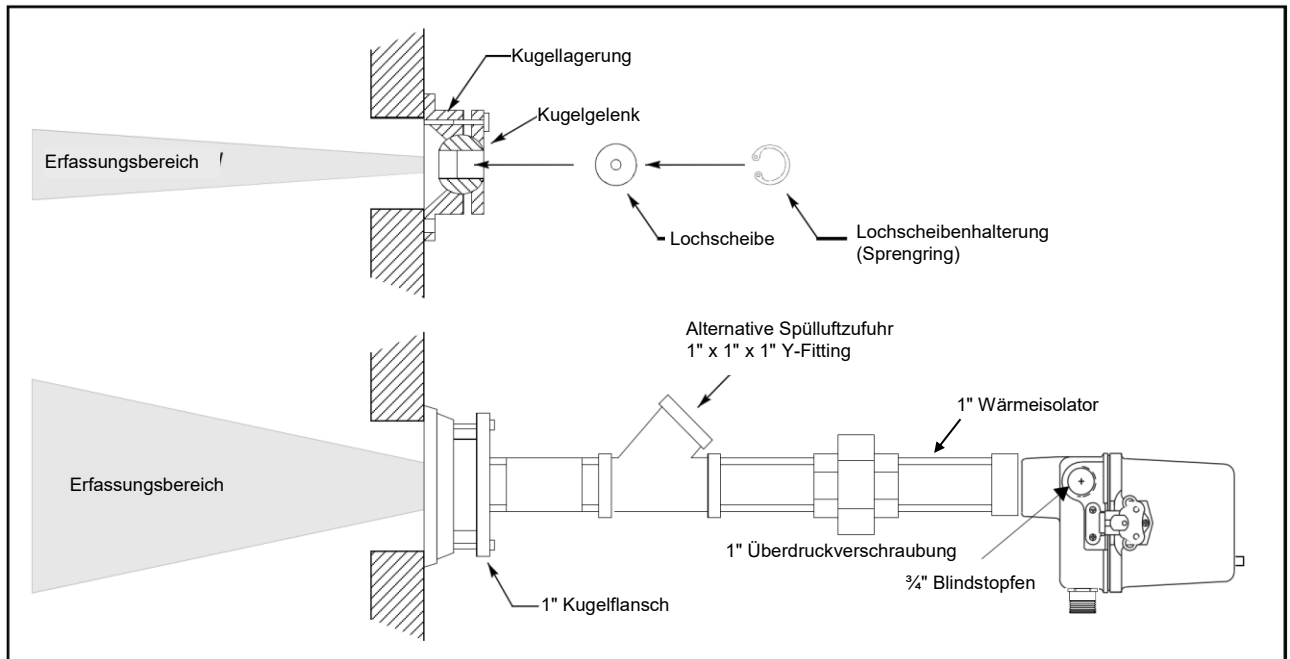 Kugellagerung
Kugelgelenk
Erfassungsbereich
Lochscheibe
Lochscheibenhalterung
(Sprengring)
Alternative Spülluftzufuhr
1" x 1" x 1" Y-Fitting
1" Wärmeisolator
Erfassungsbereich
1" Überdruckverschraubung
¾" Blindstopfen
1" Kugelflansch